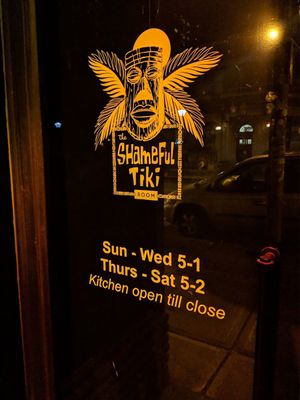 the
SHameFuL
TiKi
ROOM
Sun - Wed 5-1
Thurs - Sat 5-2
Kitchen open till close